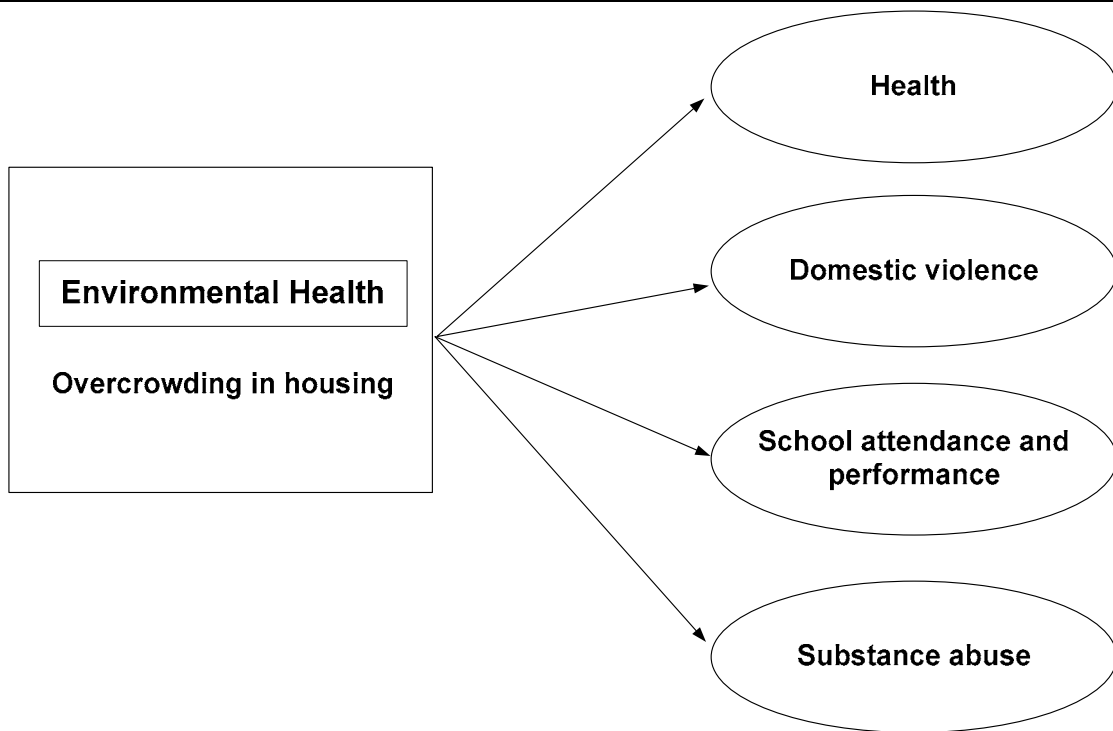 Health
Environmental Health
Overcrowding in housing
Domestic violence
School attendance and
performance
Substance abuse